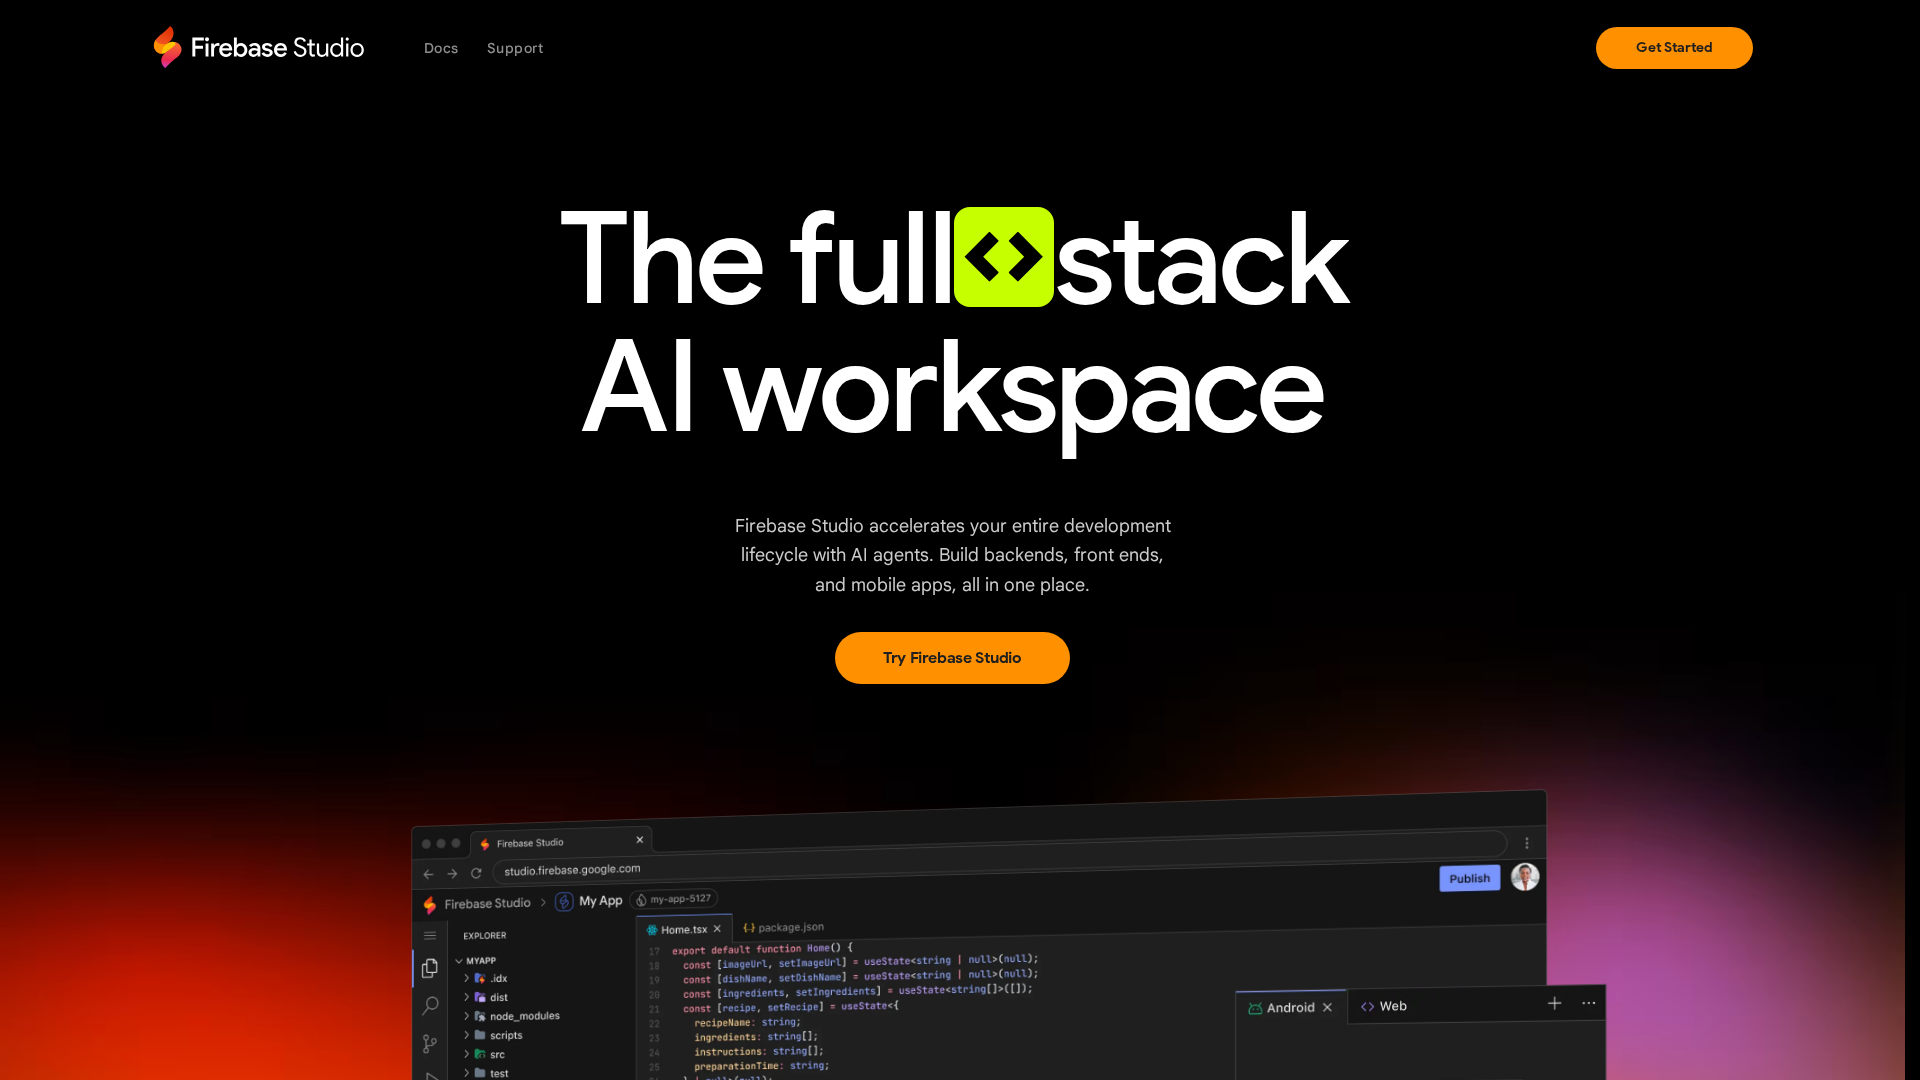 Firebase Studio
Docs
Support
Get Started
The full<>stack
AI workspace
Firebase Studio accelerates your entire development
lifecycle with AI agents. Build backends, front ends,
and mobile apps, all in one place.
Try Firebase Studio
Firebase Studio
studio.firebase.google.com
Firebase Studio > My App my-app-5127
Publish
EXPLORER
MYAPP
.idx
dist
node_modules
scripts
src
test
Home.tsx
package.json
17 export default function Home() {
18 const [imageUrl, setImageUrl] = useState<string | null>(null);
19 const [dishName, setDishName] = useState<string | null>(null);
20 const [ingredients, setIngredients] = useState<string[]>([]);
21 const [recipe, setRecipe] = useState<{
22 recipeName: string;
23 ingredients: string[];
24 instructions: string[];
25 preparationTime: string;
Android
Web